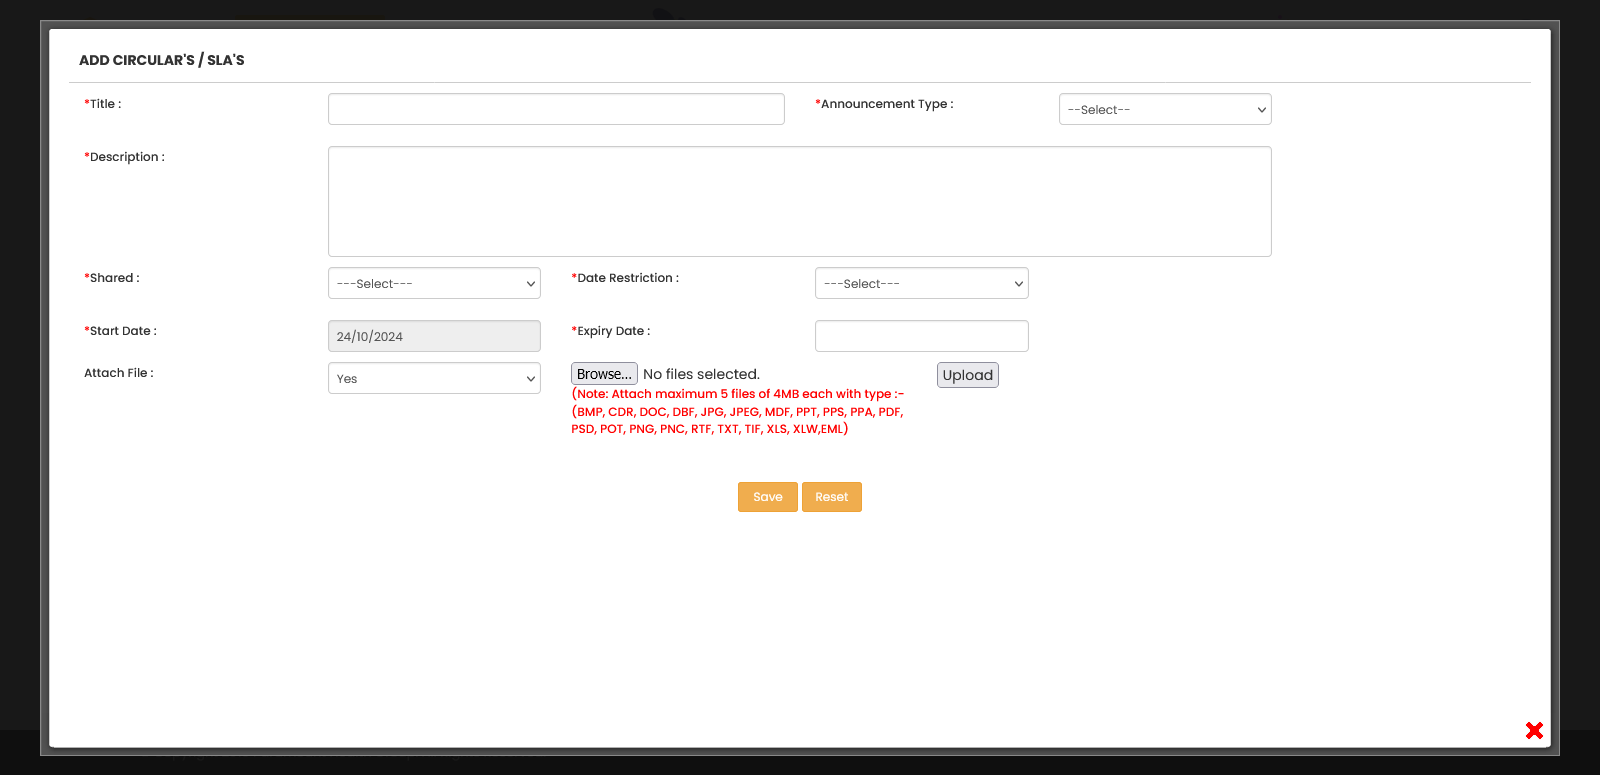 ADD CIRCULAR'S / SLA'S
*Title :
*Announcement Type :
--Select--
*Description :
*Shared :
---Select---
*Date Restriction :
---Select---
*Start Date :
24/10/2024
*Expiry Date :
Attach File :
Yes
Browse... No files selected.
Upload
(Note: Attach maximum 5 files of 4MB each with type :-
(BMP, CDR, DOC, DBF, JPG, JPEG, MDF, PPT, PPS, PPA, PDF,
PSD, POT, PNG, PNC, RTF, TXT, TIF, XLS, XLW,EML)
Save
Reset